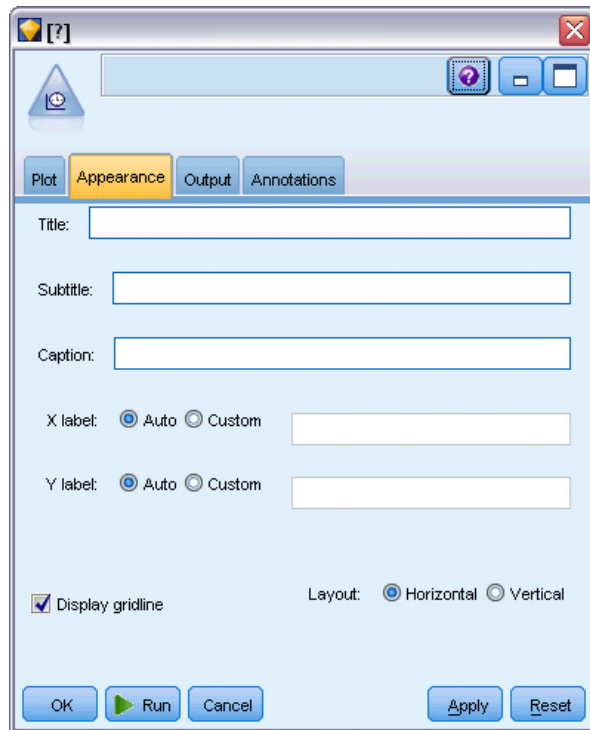 [?]
?
Plot Appearance Output Annotations
Title:
Subtitle:
Caption:
X label: Auto Custom
Y label: Auto Custom
Display gridline Layout: Horizontal Vertical
OK Run Cancel Apply Reset